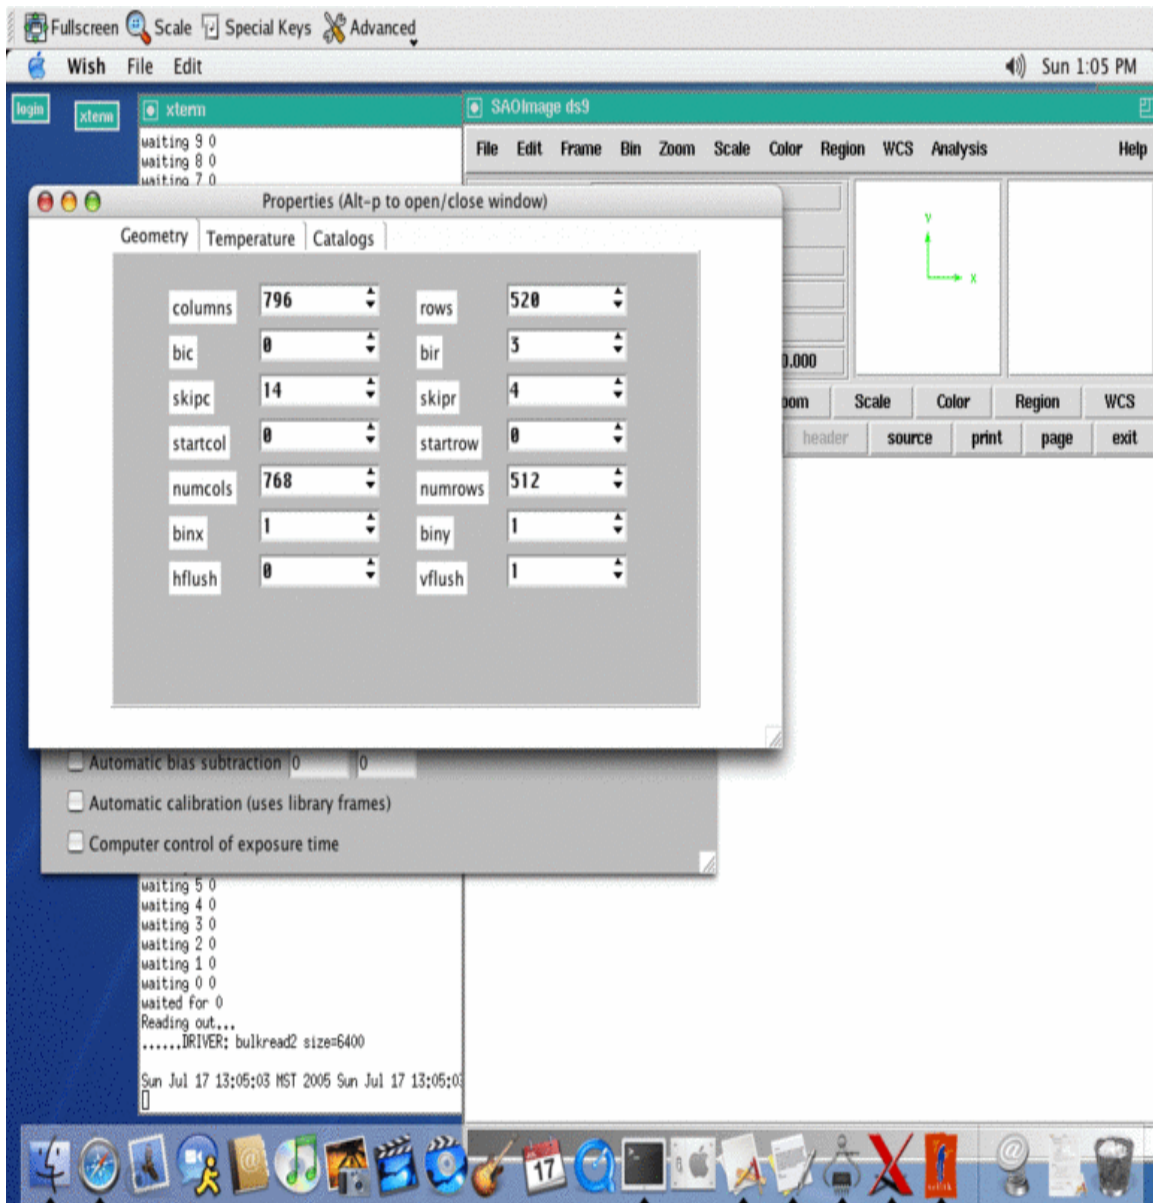 Fullscreen Scale Special Keys Advanced
Wish File Edit Sun 1:05 PM
login
xterm
xterm
SAOImage ds9
waiting 9 0
waiting 8 0
waiting 7 0
File Edit Frame Bin Zoom Scale Color Region WCS Analysis Help
Properties (Alt-p to open/close window)
Geometry Temperature Catalogs
columns 796 rows 520
bic 0 bir 3
skipc 14 skipr 4
startcol 0 startrow 0
numcols 768 numrows 512
binx 1 biny 1
hflush 0 vflush 1
Y
X
0.000
oom Scale Color Region WCS
header source print page exit
Automatic bias subtraction 0 0
Automatic calibration (uses library frames)
Computer control of exposure time
waiting 5 0
waiting 4 0
waiting 3 0
waiting 2 0
waiting 1 0
waiting 0 0
waited for 0
Reading out...
......DRIVER: bulkread2 size=6400
Sun Jul 17 13:05:03 MST 2005 Sun Jul 17 13:05:03
17